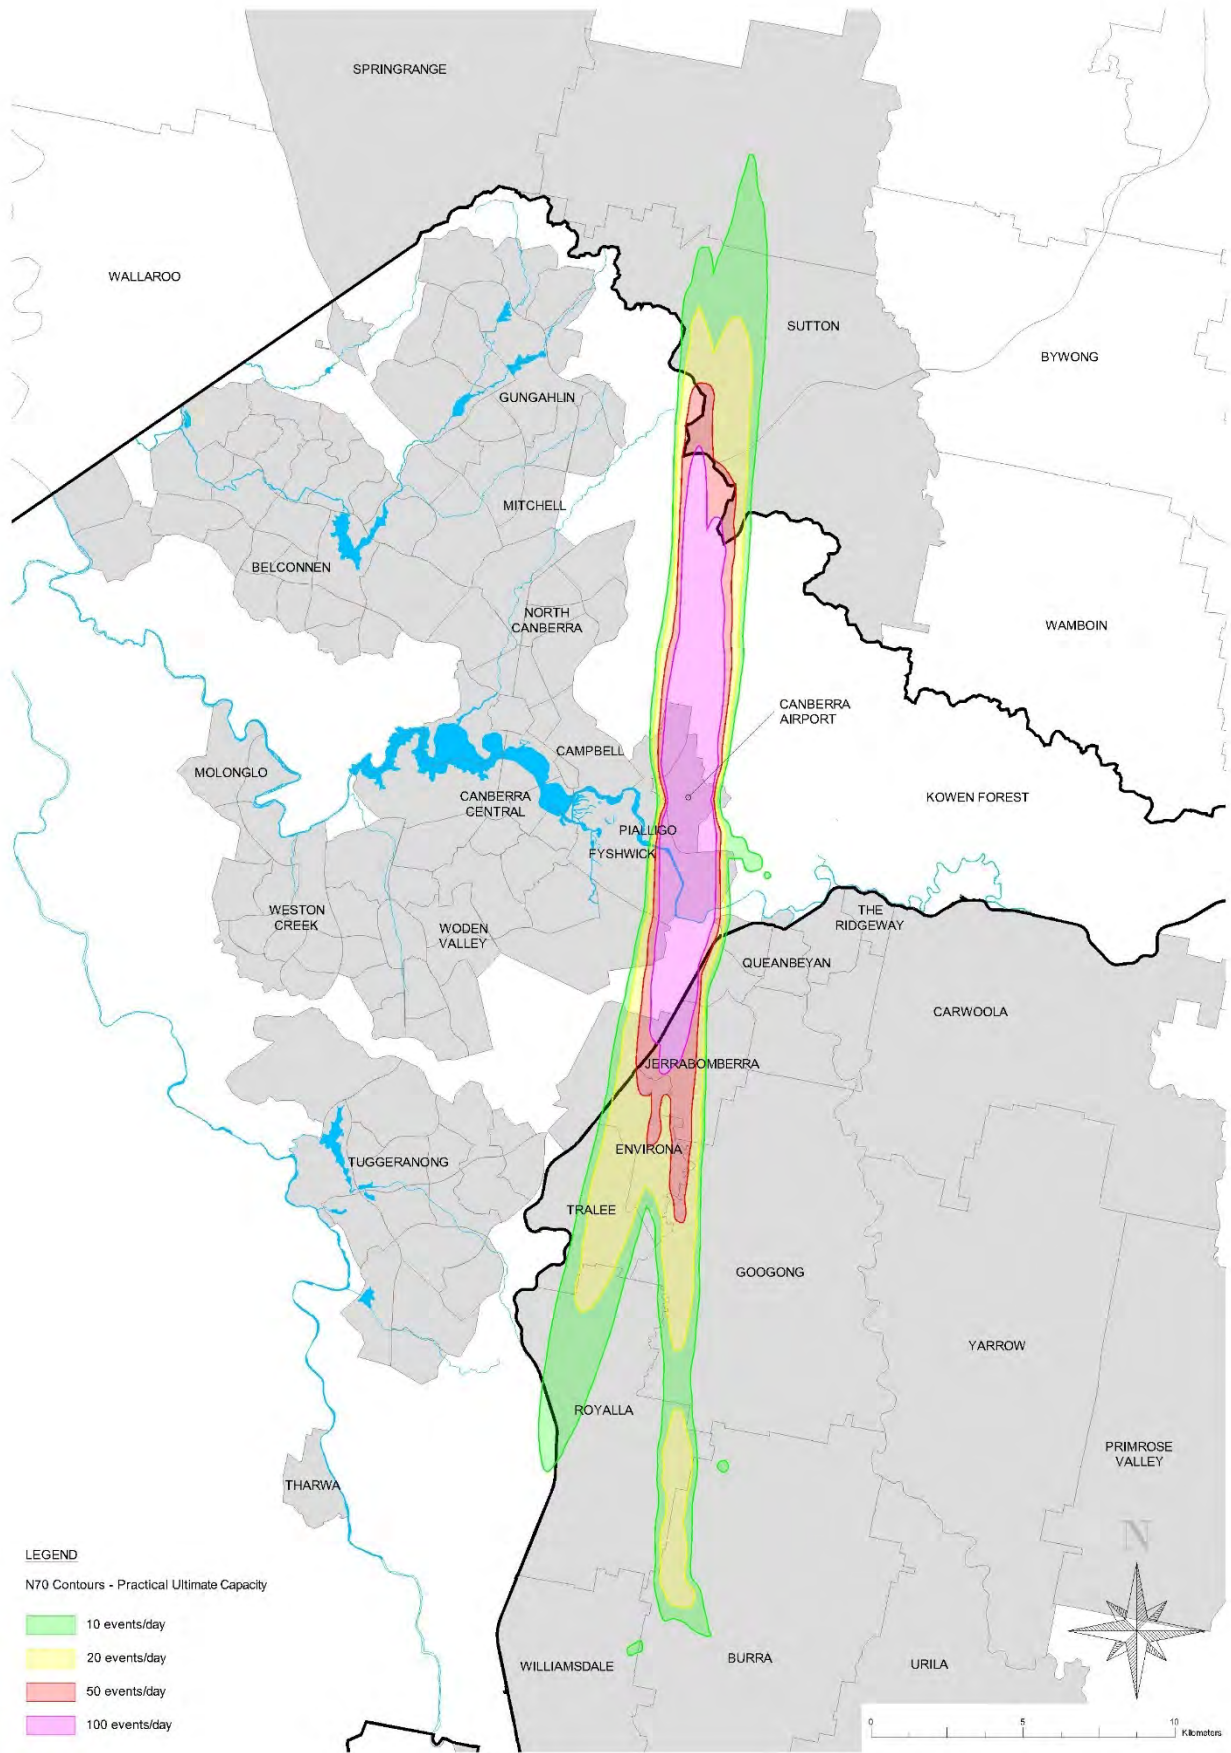 SPRINGRANGE
WALLAROO
SUTTON
BYWONG
GUNGAHLIN
MITCHELL
BELCONNEN
NORTH
CANBERRA
WAMBOIN
CANBERRA
AIRPORT
CAMPBELL
MOLONGLO
CANBERRA
CENTRAL
KOWEN FOREST
PIALLIGO
FYSHWICK
WESTON
CREEK
WODEN
VALLEY
THE
RIDGEWAY
QUEANBEYAN
CARWOOLA
JERRABOMBERRA
ENVIRONA
TUGGERANONG
TRALEE
GOOGONG
YARROW
ROYALLA
PRIMROSE
VALLEY
THARWA
N
LEGEND
N70 Contours - Practical Ultimate Capacity
10 events/day
20 events/day
50 events/day
100 events/day
WILLIAMSDALE
BURRA
URILA
0 5 10
Kilometers